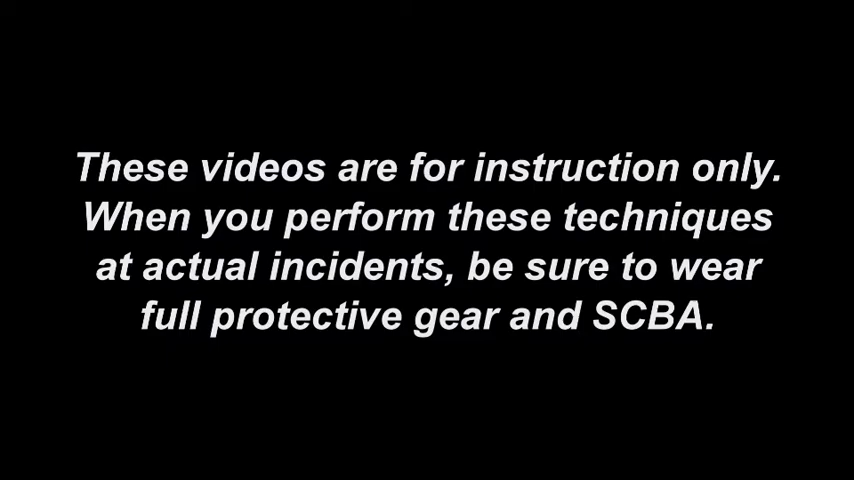 These videos are for instruction only.
When you perform these techniques
at actual incidents, be sure to wear
full protective gear and SCBA.